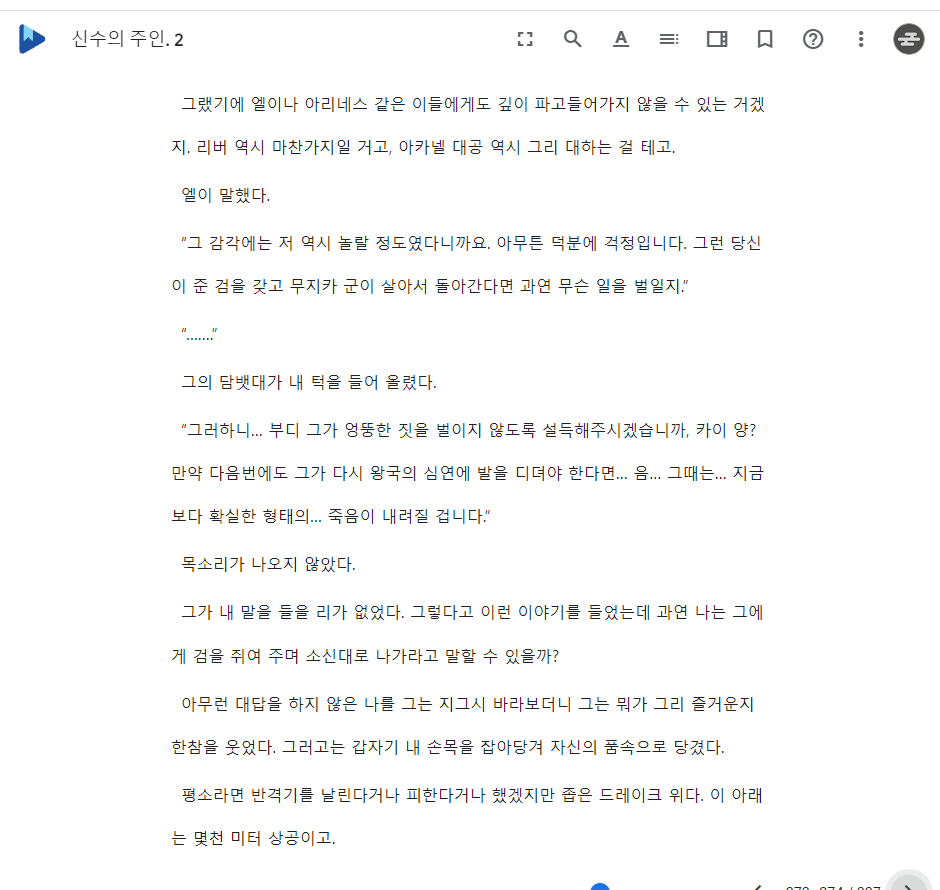 신수의 주인. 2
그랬기에 엘이나 아리네스 같은 이들에게도 깊이 파고들어가지 않을 수 있는 거겠
지. 리버 역시 마찬가지일 거고, 아카넬 대공 역시 그리 대하는 걸 테고.
엘이 말했다.
“그 감각에는 저 역시 놀랄 정도였다니까요. 아무튼 덕분에 걱정입니다. 그런 당신
이 준 검을 갖고 무지카 군이 살아서 돌아간다면 과연 무슨 일을 벌일지.”
“.......”
그의 담뱃대가 내 턱을 들어 올렸다.
“그러하니... 부디 그가 엉뚱한 짓을 벌이지 않도록 설득해주시겠습니까, 카이 양?
만약 다음번에도 그가 다시 왕국의 심연에 발을 디뎌야 한다면... 음... 그때는... 지금
보다 확실한 형태의... 죽음이 내려질 겁니다.”
목소리가 나오지 않았다.
그가 내 말을 들을 리가 없었다. 그렇다고 이런 이야기를 들었는데 과연 나는 그에
게 검을 쥐여 주며 소신대로 나가라고 말할 수 있을까?
아무런 대답을 하지 않은 나를 그는 지그시 바라보더니 그는 뭐가 그리 즐거운지
한참을 웃었다. 그러고는 갑자기 내 손목을 잡아당겨 자신의 품속으로 당겼다.
평소라면 반격기를 날린다거나 피한다거나 했겠지만 좁은 드레이크 위다. 이 아래
는 몇천 미터 상공이고.